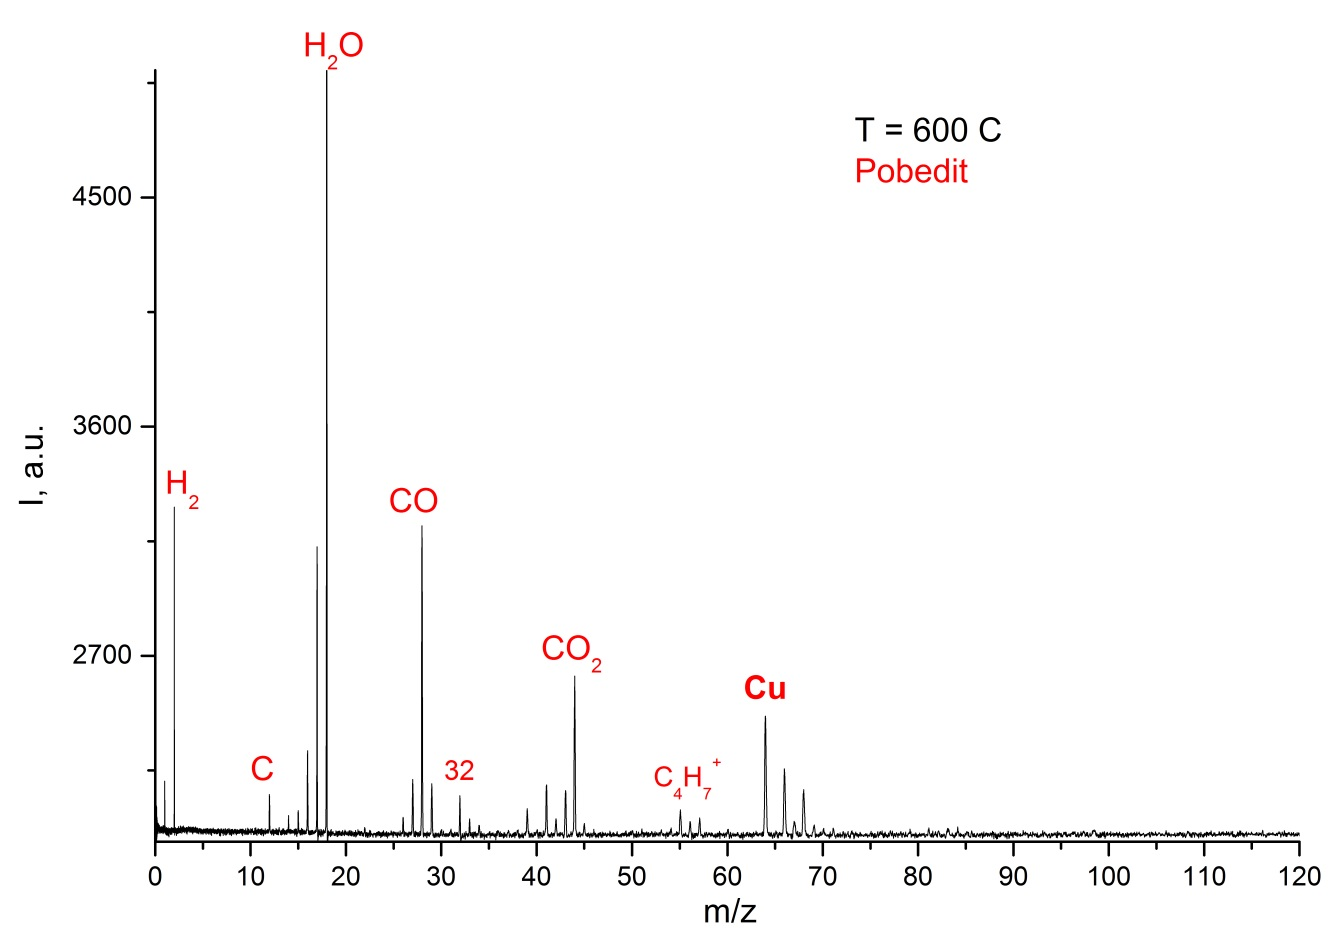 H₂O
T = 600 C
Pobedit
4500
3600
I, a.u.
H₂
CO
CO₂
2700
Cu
C
32
C₄H₇⁺
0 10 20 30 40 50 60 70 80 90 100 110 120
m/z